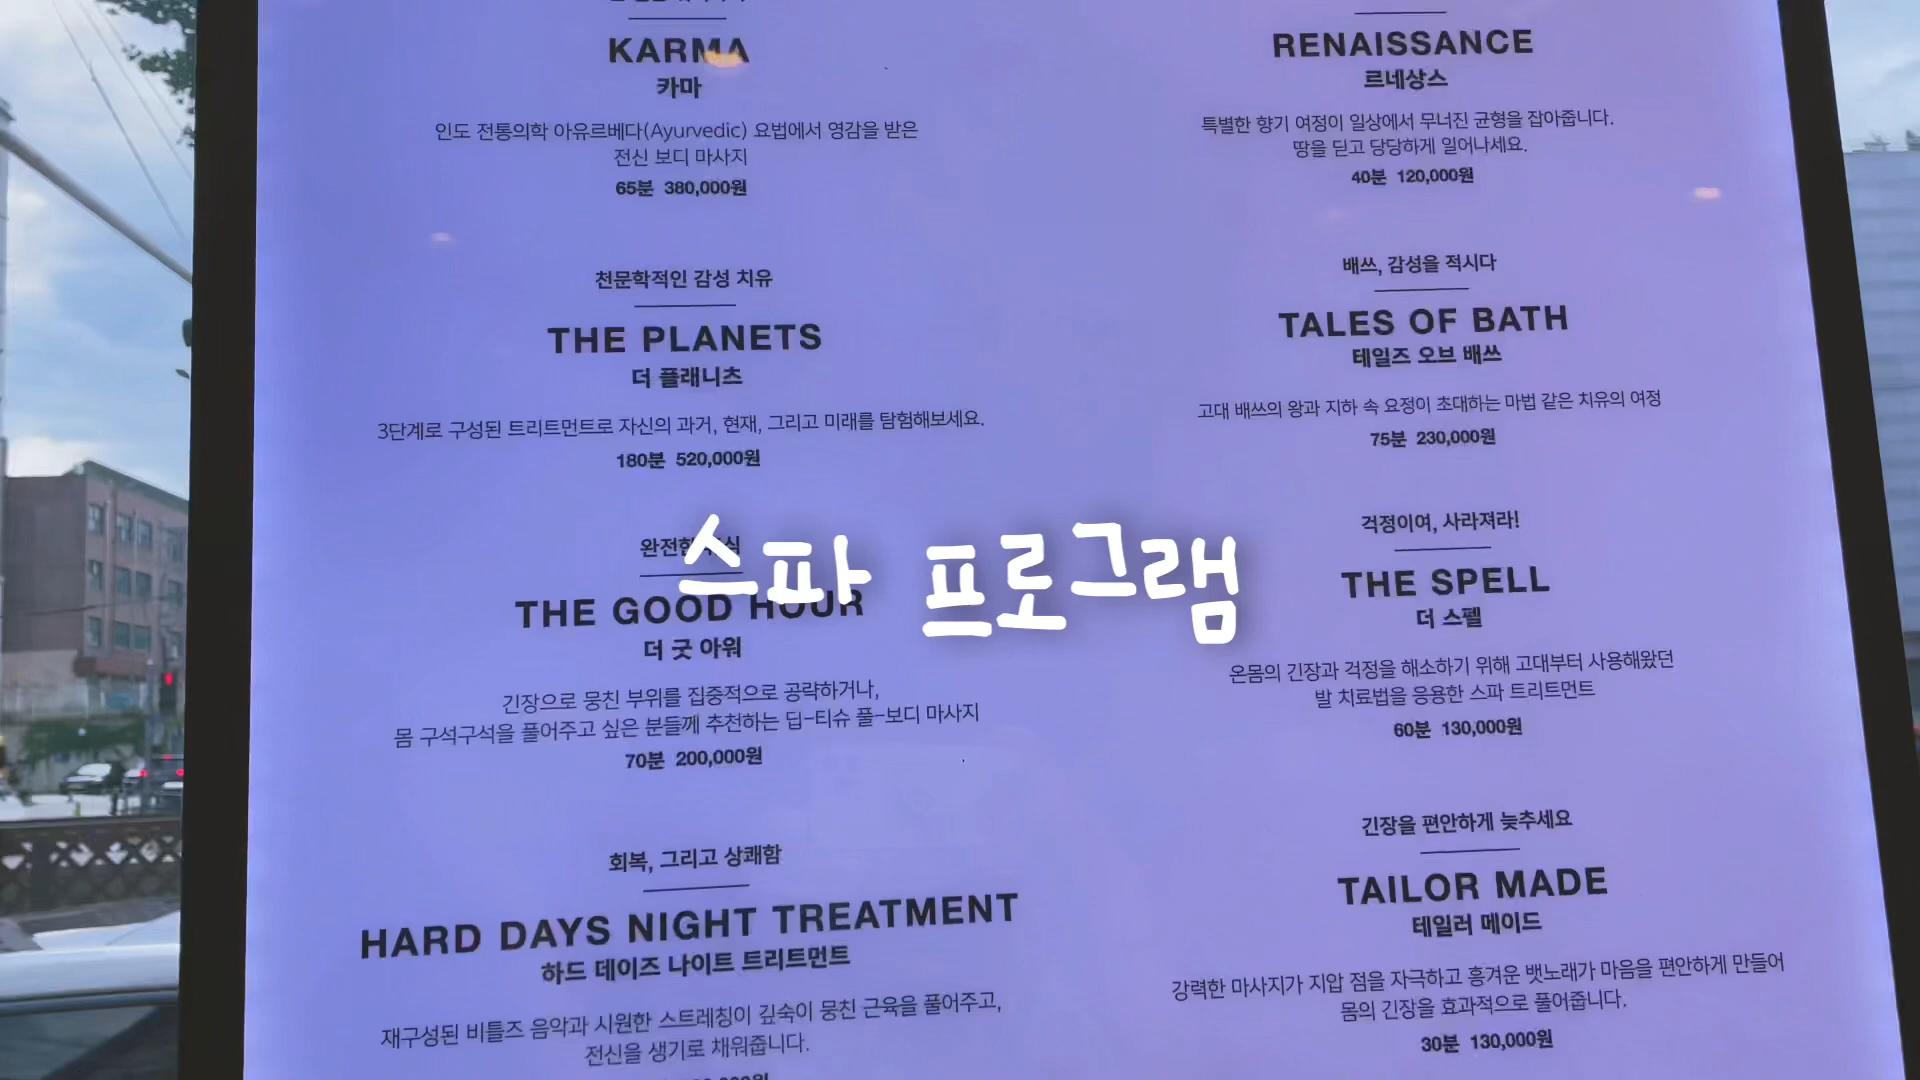 KARMA
카마
인도 전통의학 아유르베다(Ayurvedic) 요법에서 영감을 받은
전신 보디 마사지
65분 380,000원
천문학적인 감성 치유
THE PLANETS
더 플래니츠
3단계로 구성된 트리트먼트로 자신의 과거, 현재, 그리고 미래를 탐험해보세요.
180분 520,000원
완전한
THE GOOD HOUR
더 굿 아워
긴장으로 뭉친 부위를 집중적으로 공략하거나,
몸 구석구석을 풀어주고 싶은 분들께 추천하는 딥-티슈 풀-보디 마사지
70분 200,000원
회복, 그리고 상쾌함
HARD DAYS NIGHT TREATMENT
하드 데이즈 나이트 트리트먼트
재구성된 비틀즈 음악과 시원한 스트레칭이 깊숙이 뭉친 근육을 풀어주고,
전신을 생기로 채워줍니다.
스파 프로그램
RENAISSANCE
르네상스
특별한 향기 여정이 일상에서 무너진 균형을 잡아줍니다.
땅을 딛고 당당하게 일어나세요.
40분 120,000원
배쓰, 감성을 적시다
TALES OF BATH
테일즈 오브 배쓰
고대 배쓰의 왕과 지하 속 요정이 초대하는 마법 같은 치유의 여정
75분 230,000원
걱정이여, 사라져라!
THE SPELL
더 스펠
온몸의 긴장과 걱정을 해소하기 위해 고대부터 사용해왔던
발 치료법을 응용한 스파 트리트먼트
60분 130,000원
긴장을 편안하게 늦추세요
TAILOR MADE
테일러 메이드
강력한 마사지가 지압 점을 자극하고 흥겨운 뱃노래가 마음을 편안하게 만들어
몸의 긴장을 효과적으로 풀어줍니다.
30분 130,000원